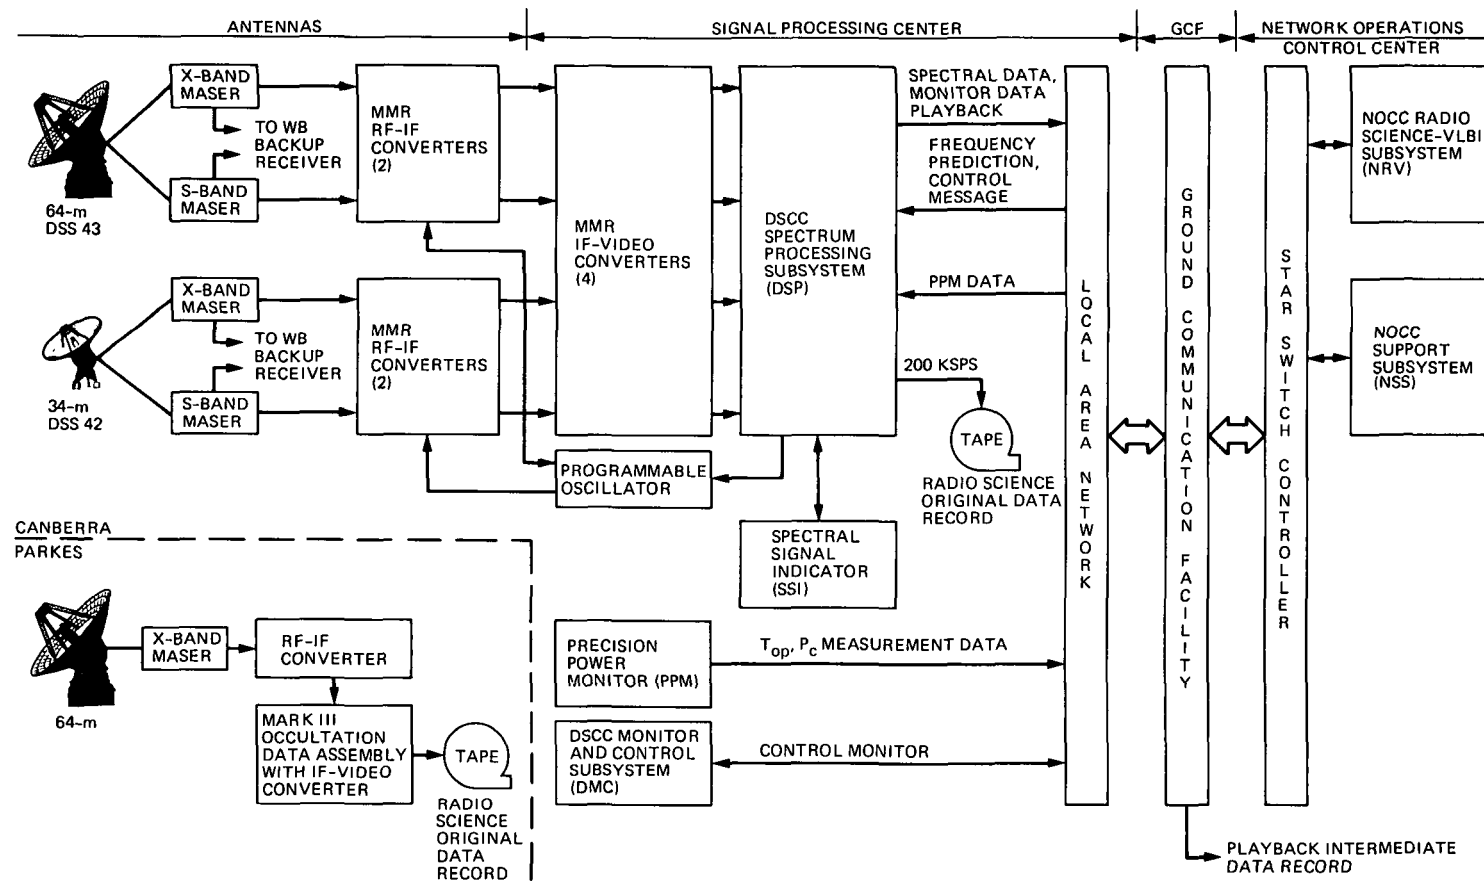 ANTENNAS
SIGNAL PROCESSING CENTER
GCF
NETWORK OPERATIONS
CONTROL CENTER
X-BAND
MASER
TO WB
BACKUP
RECEIVER
S-BAND
MASER
64-m
DSS 43
MMR
RF-IF
CONVERTERS
(2)
X-BAND
MASER
TO WB
BACKUP
RECEIVER
S-BAND
MASER
34-m
DSS 42
MMR
RF-IF
CONVERTERS
(2)
MMR
IF-VIDEO
CONVERTERS
(4)
PROGRAMMABLE
OSCILLATOR
DSCC
SPECTRUM
PROCESSING
SUBSYSTEM
(DSP)
SPECTRAL
SIGNAL
INDICATOR
(SSI)
SPECTRAL DATA,
MONITOR DATA
PLAYBACK
FREQUENCY
PREDICTION,
CONTROL
MESSAGE
PPM DATA
200 KSPS
TAPE
RADIO SCIENCE
ORIGINAL DATA
RECORD
LOCAL AREA NETWORK
GROUND COMMUNICATION FACILITY
STAR SWITCH CONTROLLER
NOCC RADIO
SCIENCE-VLBI
SUBSYSTEM
(NRV)
NOCC
SUPPORT
SUBSYSTEM
(NSS)
CANBERRA
PARKES
64-m
X-BAND
MASER
RF-IF
CONVERTER
MARK III
OCCULTATION
DATA ASSEMBLY
WITH IF-VIDEO
CONVERTER
TAPE
RADIO
SCIENCE
ORIGINAL
DATA
RECORD
PRECISION
POWER
MONITOR (PPM)
Top, Pc MEASUREMENT DATA
DSCC MONITOR
AND CONTROL
SUBSYSTEM
(DMC)
CONTROL MONITOR
PLAYBACK INTERMEDIATE
DATA RECORD